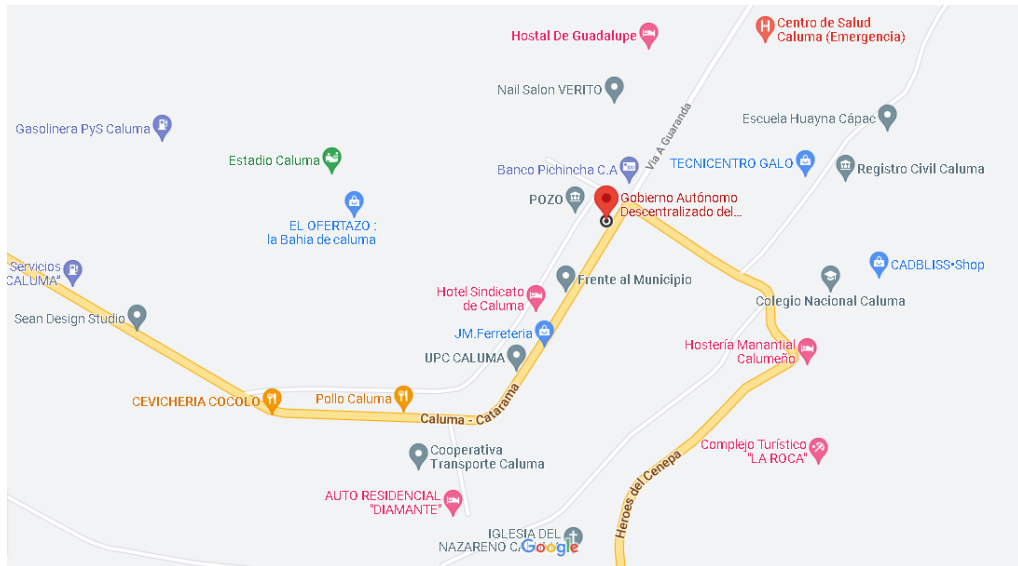 Hostal De Guadalupe
Centro de Salud
Caluma (Emergencia)
Nail Salon VERITO
Gasolinera PyS Caluma
Escuela Huayna Cápac
Vía A Guaranda
Estadio Caluma
Banco Pichincha C.A
TECNICENTRO GALO
Registro Civil Caluma
POZO
Gobierno Autónomo
Descentralizado del...
EL OFERTAZO :
la Bahia de caluma
Servicios
CALUMA"
Frente al Municipio
CADBLISS•Shop
Hotel Sindicato
de Caluma
Colegio Nacional Caluma
Sean Design Studio
JM.Ferreteria
Hostería Manantial
Calumeño
UPC CALUMA
CEVICHERIA COCOLO
Pollo Caluma
Caluma - Catarama
Cooperativa
Transporte Caluma
Complejo Turístico
"LA ROCA"
Heroes del Cenepa
AUTO RESIDENCIAL
"DIAMANTE"
IGLESIA DEL
NAZARENO
Google